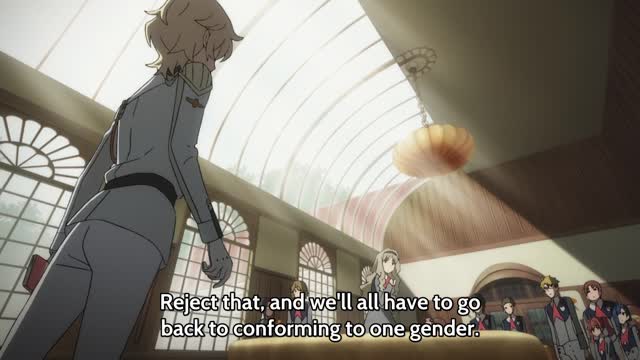 Reject that, and we'll all have to go
back to conforming to one gender.